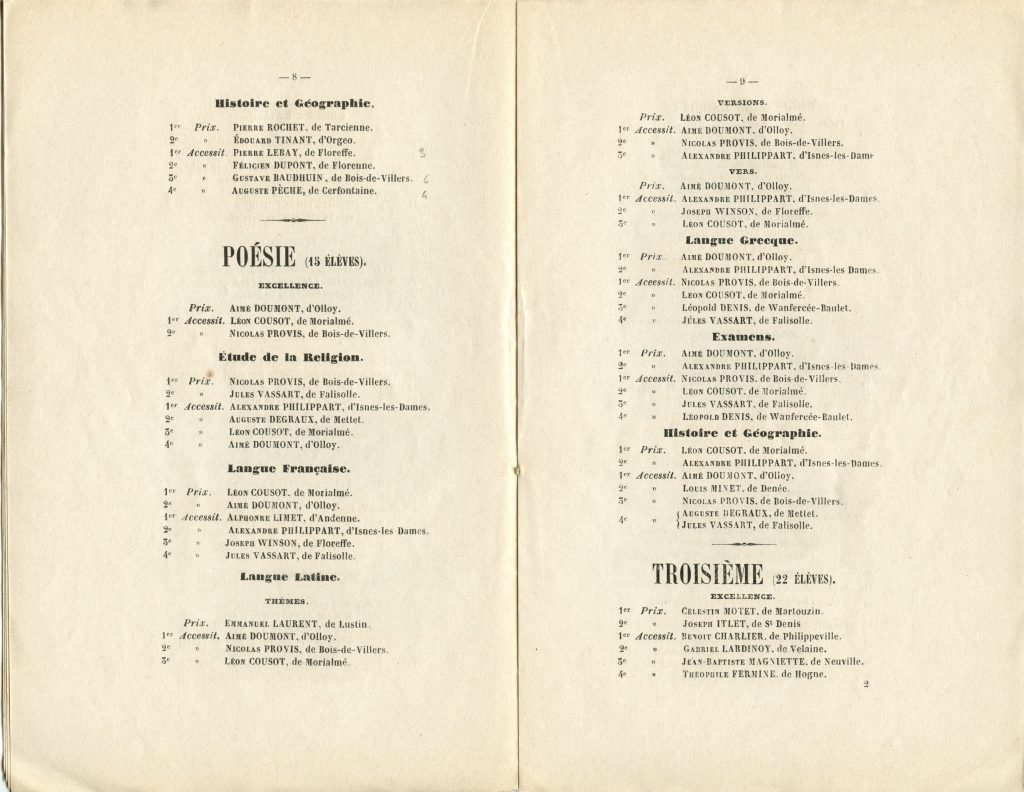 — 8 —
Histoire et Géographie.
1er Prix. PIERRE ROCHET, de Tarcienne.
2e » ÉDOUARD TINANT, d'Orgeo.
1er Accessit. PIERRE LEBAY, de Floreffe. 3
2e » FÉLICIEN DUPONT, de Florenne.
3e » GUSTAVE BAUDHUIN, de Bois-de-Villers.
4e » AUGUSTE PÈCHE, de Cerfontaine. 4
POÉSIE (15 ÉLÈVES).
EXCELLENCE.
Prix. AIMÉ DOUMONT, d'Olloy.
1er Accessit. LÉON COUSOT, de Morialmé.
2e » NICOLAS PROVIS, de Bois-de-Villers.
Étude de la Religion.
1er Prix. NICOLAS PROVIS, de Bois-de-Villers.
2e » JULES VASSART, de Falisolle.
1er Accessit. ALEXANDRE PHILIPPART, d'Isnes-les-Dames.
2e » AUGUSTE DEGRAUX, de Mettet.
3e » LÉON COUSOT, de Morialmé.
4e » AIMÉ DOUMONT, d'Olloy.
Langue Française.
1er Prix. LÉON COUSOT, de Morialmé.
2e » AIMÉ DOUMONT, d'Olloy.
1er Accessit. ALPHONRE LIMET, d'Andenne.
2e » ALEXANDRE PHILIPPART, d'Isnes-les Dames.
3e » JOSEPH WINSON, de Floreffe.
4e » JULES VASSART, de Falisolle.
Langue Latine.
THÈMES.
Prix. EMMANUEL LAURENT, de Lustin.
1er Accessit. AIMÉ DOUMONT, d'Olloy.
2e » NICOLAS PROVIS, de Bois-de-Villers.
3e » LÉON COUSOT, de Morialmé.
— 9 —
VERSIONS.
Prix. LÉON COUSOT, de Morialmé.
1er Accessit. AIMÉ DOUMONT, d'Olloy.
2e » NICOLAS PROVIS, de Bois-de-Villers.
3e » ALEXANDRE PHILIPPART, d'Isnes-les-Dam
VERS.
Prix. AIMÉ DOUMONT, d'Olloy.
1er Accessit. ALEXANDRE PHILIPPART, d'Isnes-les-Dames.
2e » JOSEPH WINSON, de Floreffe.
3e » LÉON COUSOT, de Morialmé.
Langue Grecque.
1er Prix. AIMÉ DOUMONT, d'Olloy.
2e » ALEXANDRE PHILIPPART, d'Isnes-les Dames.
1er Accessit. NICOLAS PROVIS, de Bois-de-Villers.
2e » LÉON COUSOT, de Morialmé.
3e » Léopold DENIS, de Wanfercée-Baulet.
4e » JULES VASSART, de Falisolle.
Examens.
1er Prix. AIMÉ DOUMONT, d'Olloy.
2e » ALEXANDRE PHILIPPART, d'Isnes-les-Dames.
1er Accessit. NICOLAS PROVIS, de Bois-de-Villers.
2e » LÉON COUSOT, de Morialmé.
3e » JULES VASSART, de Falisolle.
4e » LÉOPOLD DENIS, de Wanfercée-Baulet.
Histoire et Géographie.
1er Prix. LÉON COUSOT, de Morialmé.
2e » ALEXANDRE PHILIPPART, d'Isnes-les-Dames.
1er Accessit. AIMÉ DOUMONT, d'Olloy.
2e » LOUIS MINET, de Denée.
3e » NICOLAS PROVIS, de Bois-de-Villers.
4e » { AUGUSTE DEGRAUX, de Mettet.
JULES VASSART, de Falisolle.
TROISIÈME (22 ÉLÈVES).
EXCELLENCE.
1er Prix. CÉLESTIN MOTET, de Martouzin.
2e » JOSEPH ITLET, de St Denis
1er Accessit. BENOIT CHARLIER, de Philippeville.
2e » GABRIEL LARDINOY, de Velaine.
3e » JEAN-BAPTISTE MAGNIETTE, de Neuville.
4e » THÉOPHILE FERMINE, de Hogne.
2